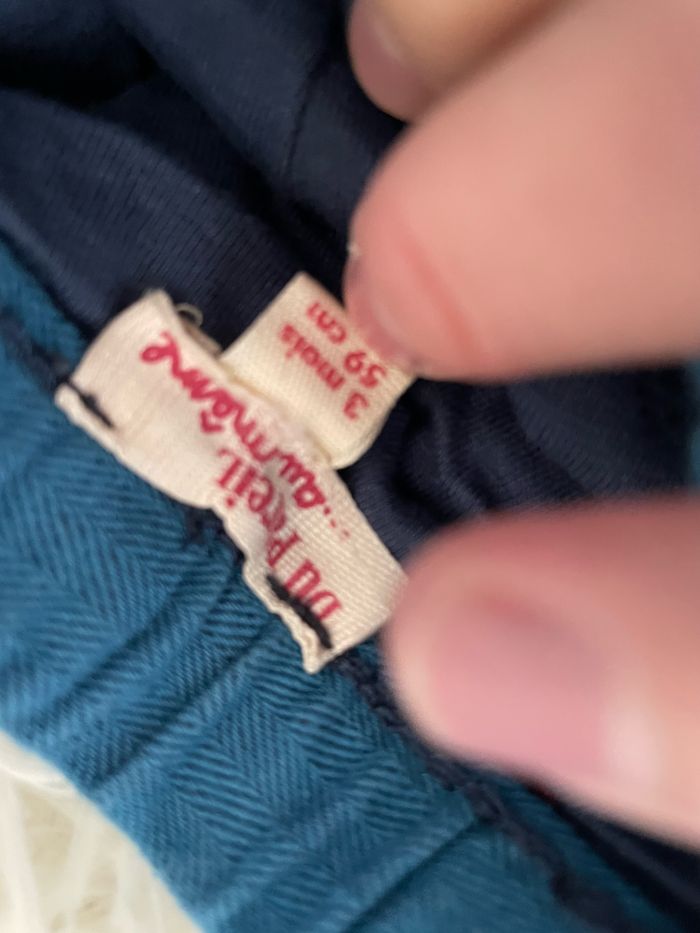 DU Pareil
...au même
3 mois
59 cm